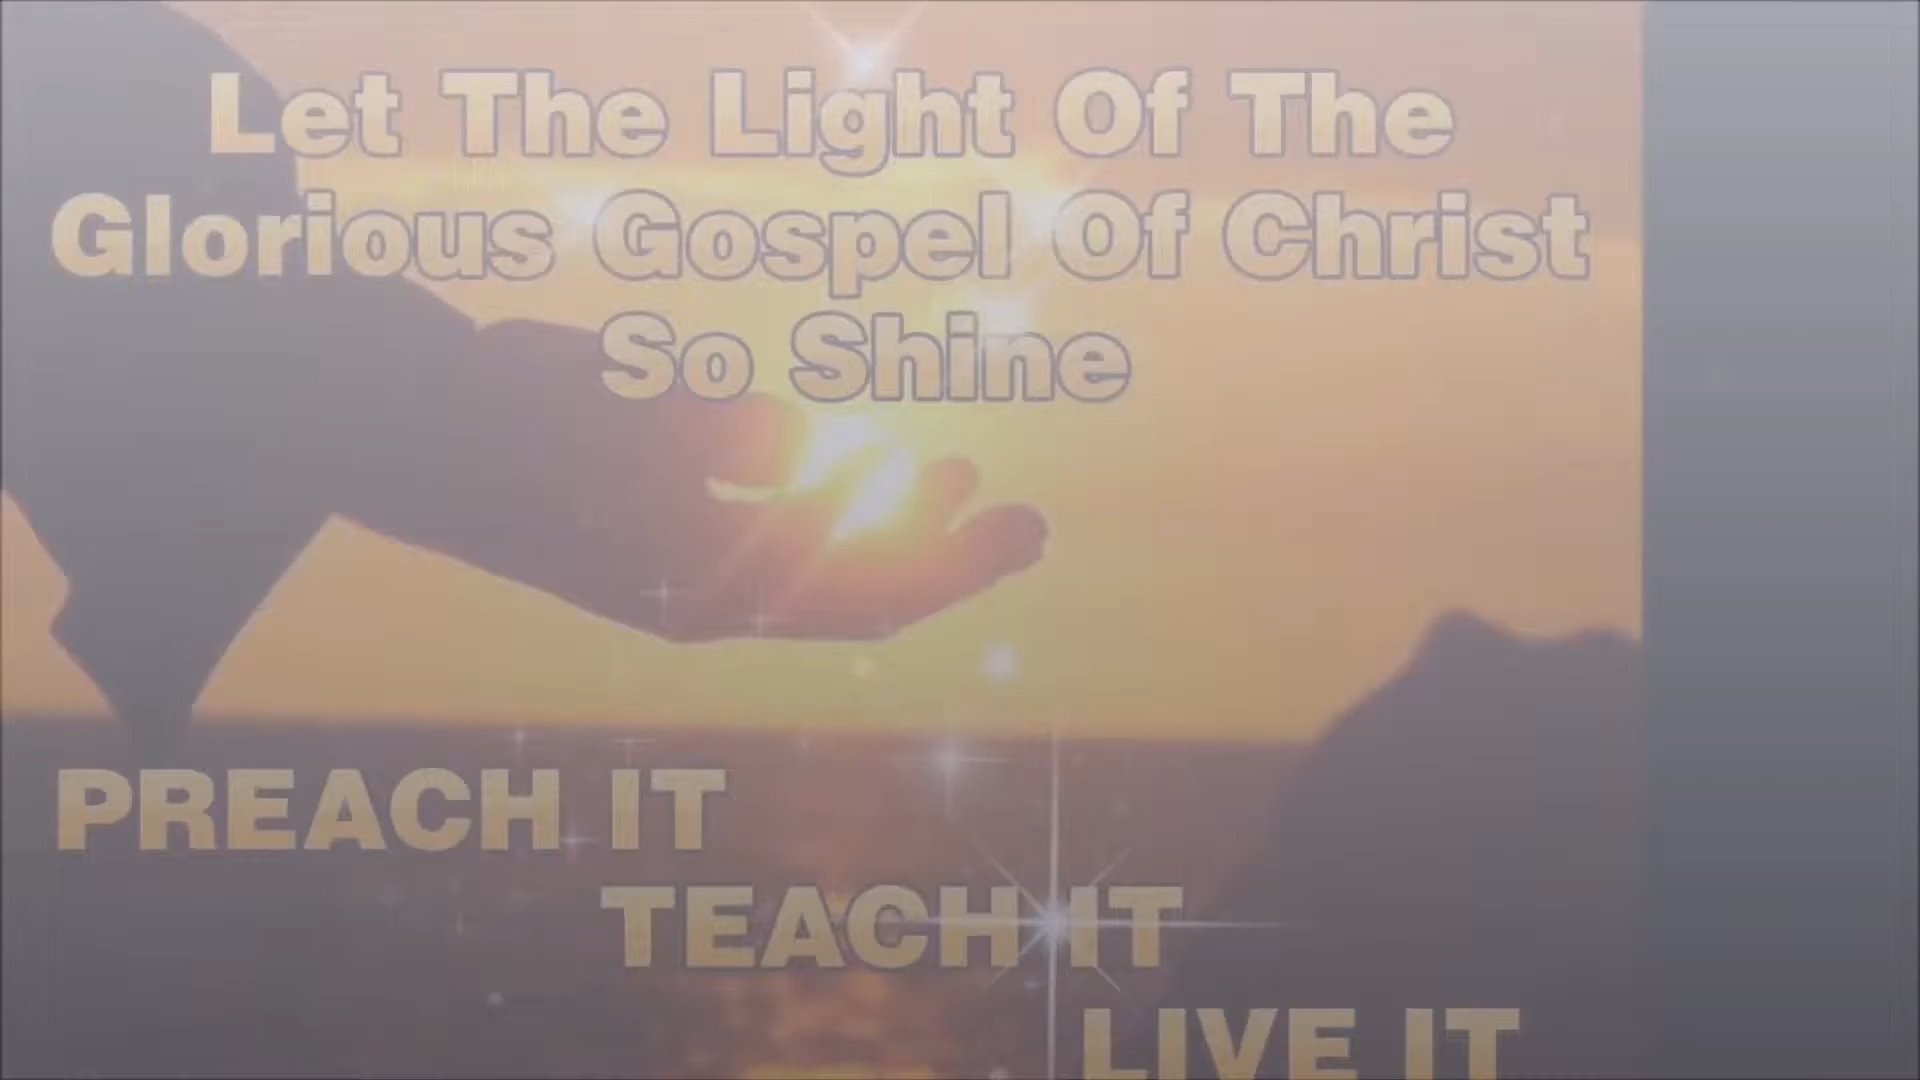 Let The Light Of The
Glorious Gospel Of Christ
So Shine
PREACH IT
TEACH IT
LIVE IT